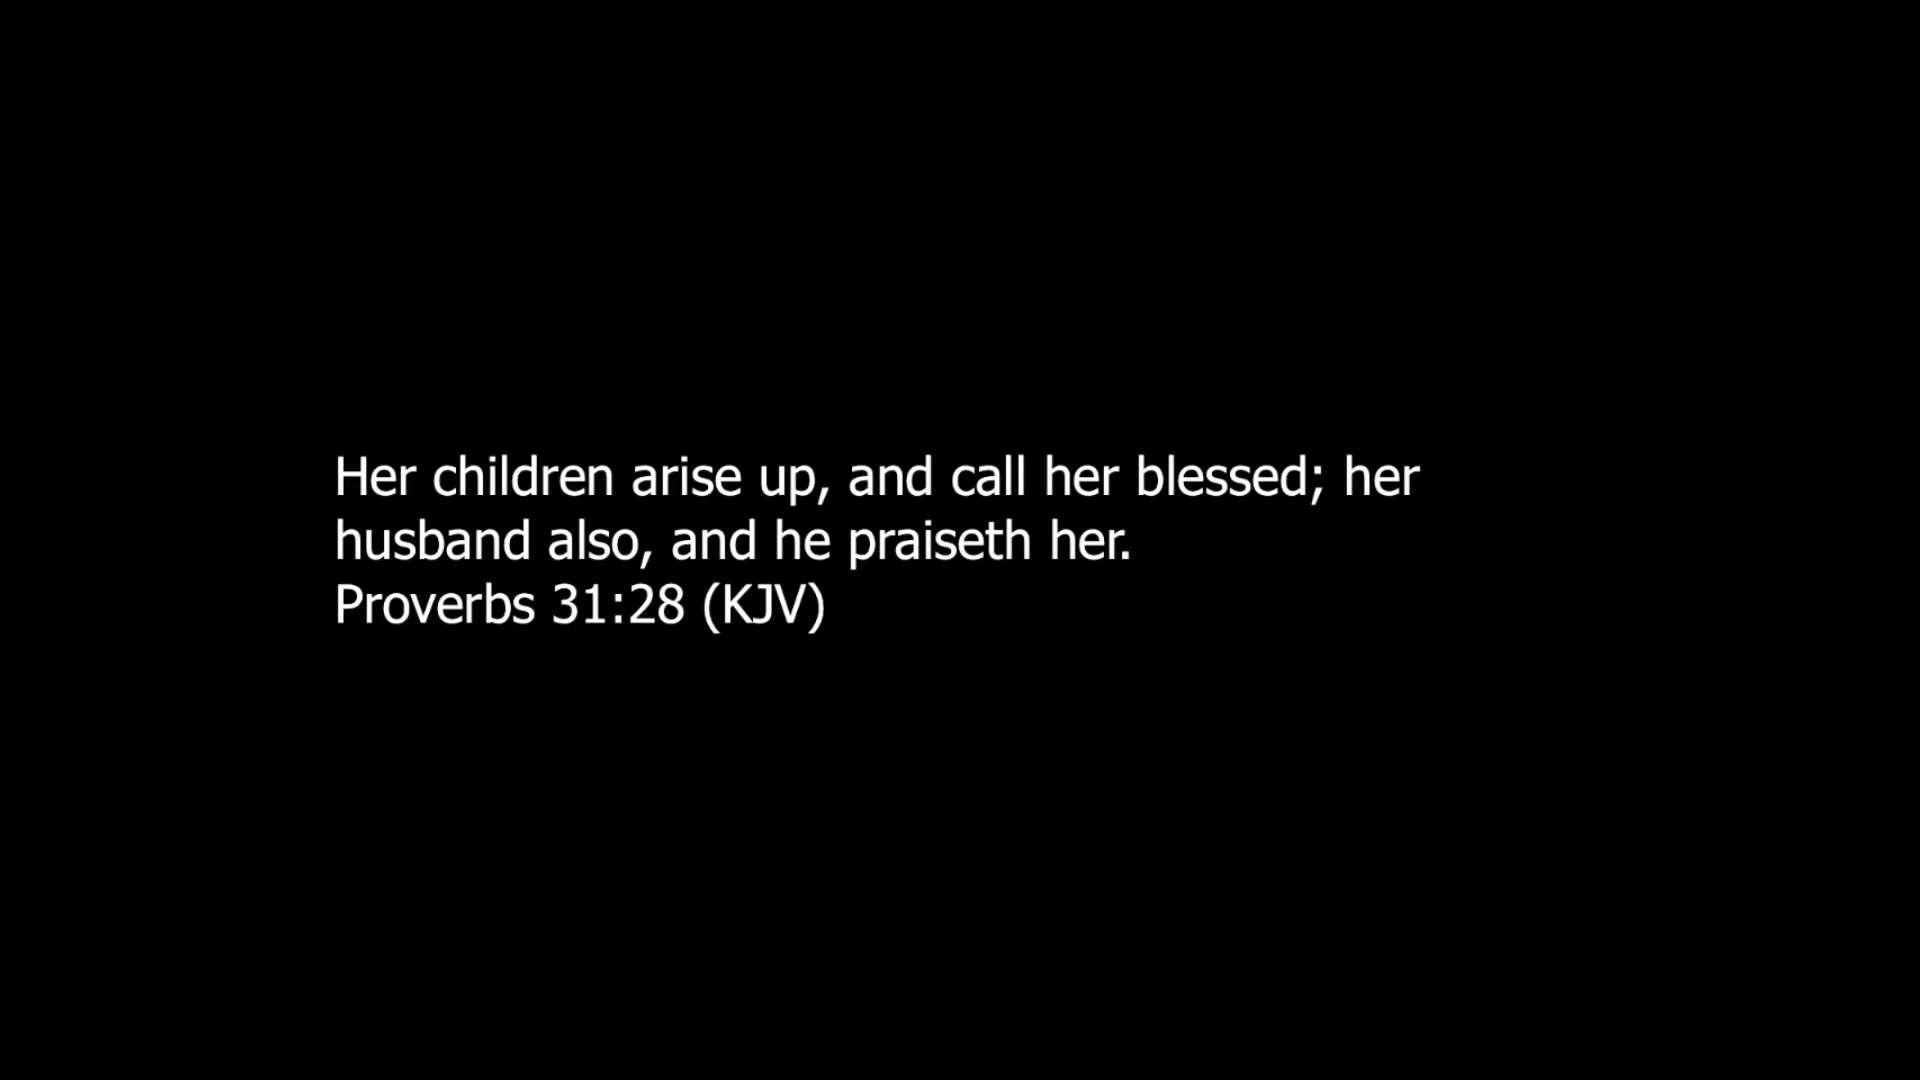 Her children arise up, and call her blessed; her
husband also, and he praiseth her.
Proverbs 31:28 (KJV)